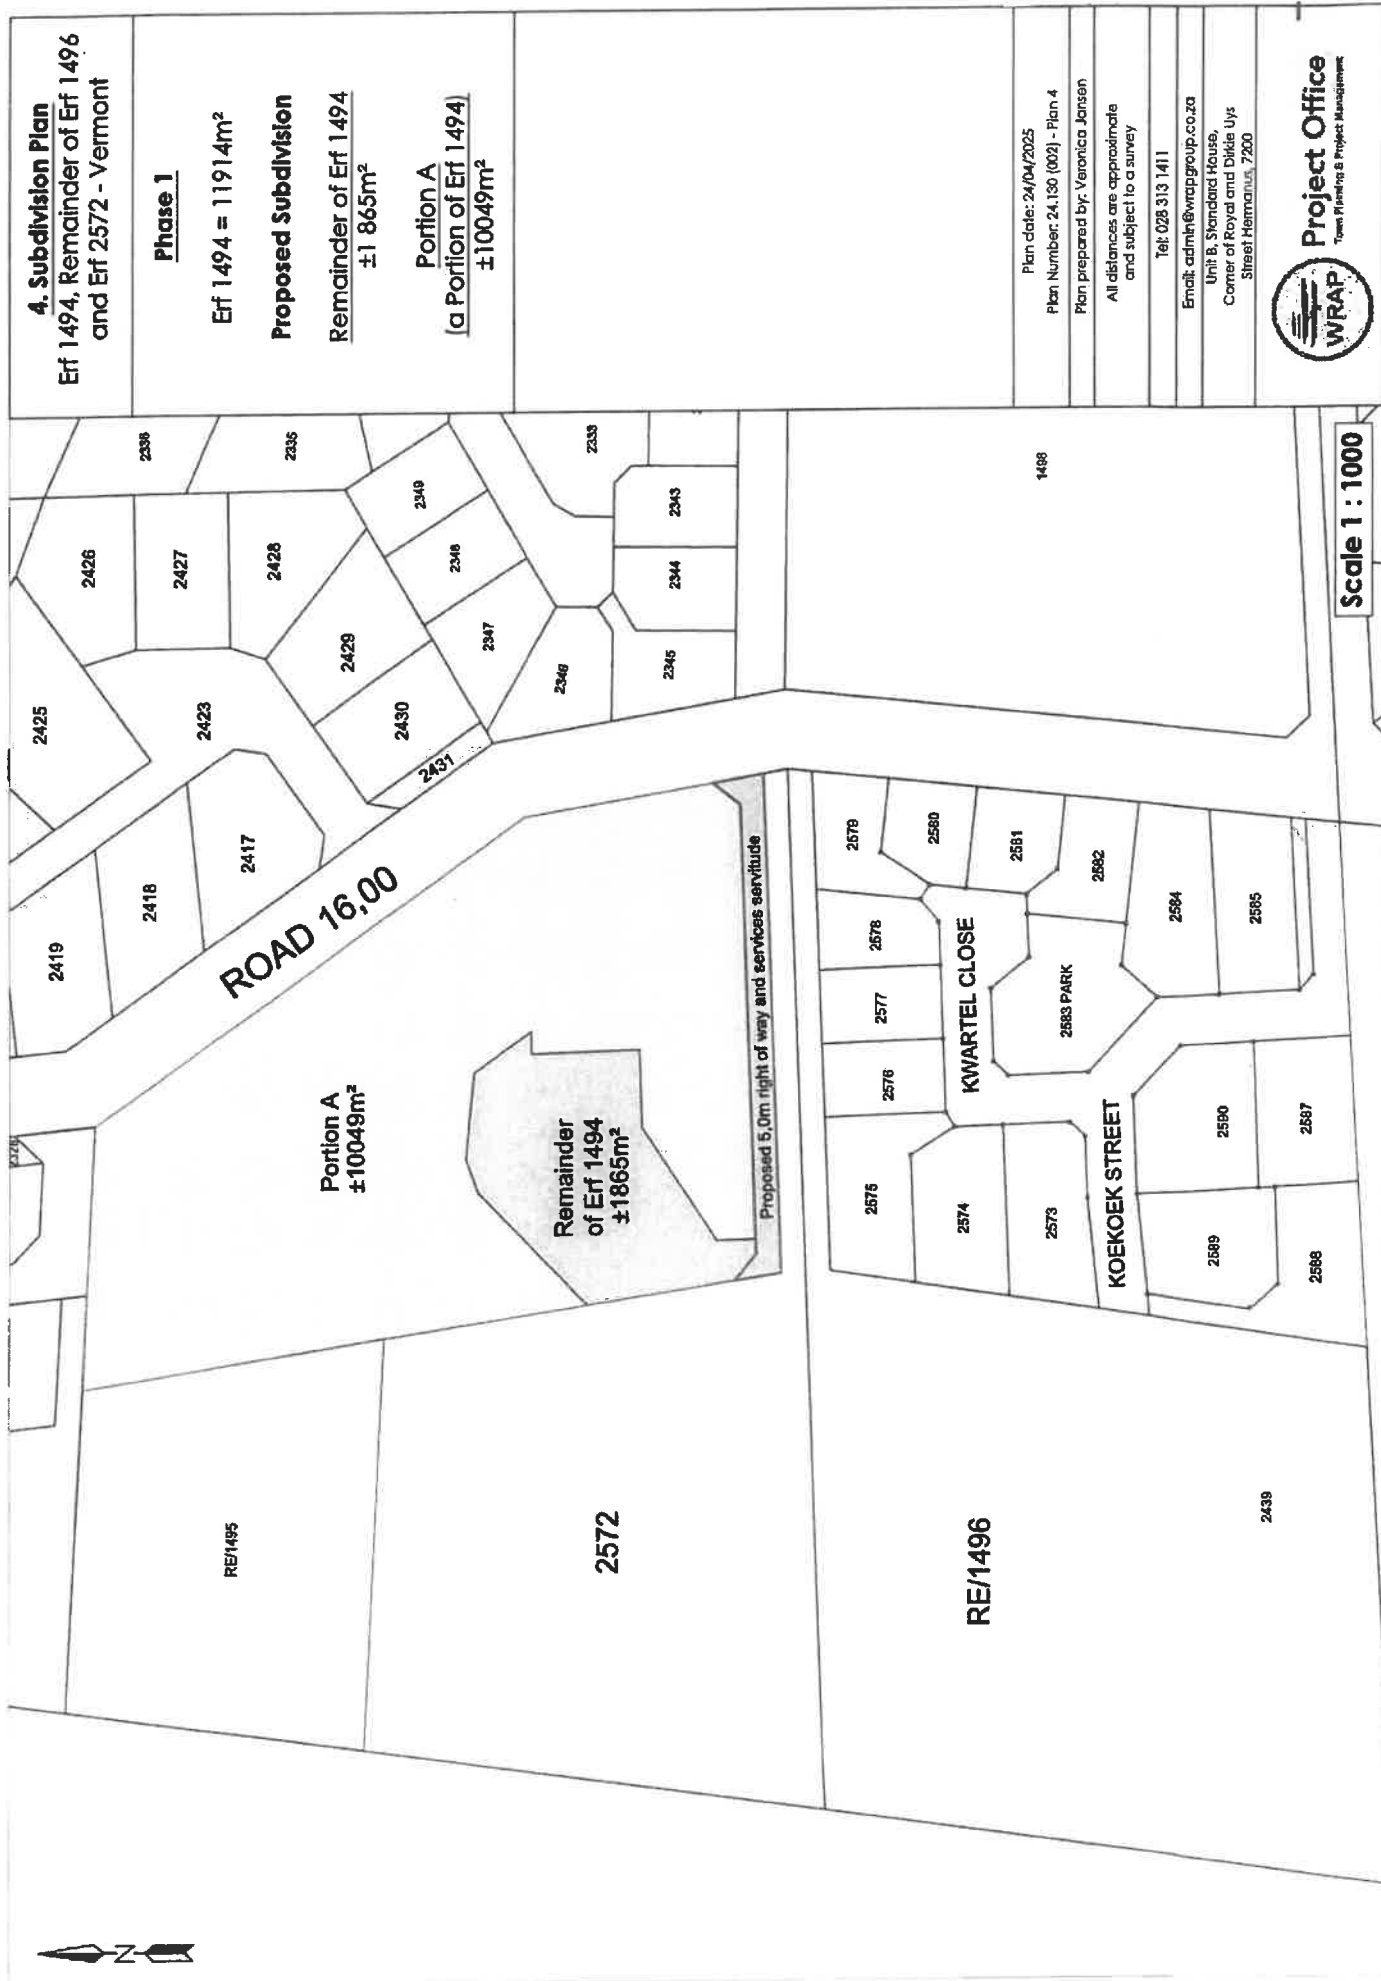 4. Subdivision Plan
Erf 1494, Remainder of Erf 1496
and Erf 2572 - Vermont
Phase 1
Erf 1494 = 11914m²
Proposed Subdivision
Remainder of Erf 1494
±1 865m²
Portion A
(a Portion of Erf 1494)
±10049m²
Plan date: 24/04/2025
Plan Number: 24.130 (002) - Plan 4
Plan prepared by: Veronica Jansen
All distances are approximate
and subject to a survey
Tel: 028 313 1411
Email: admin@wrapgroup.co.za
Unit B, Standard House,
Corner of Royal and Dirkie Uys
Street Hermanus, 7200
WRAP
Project Office
Town Planning & Project Management
Scale 1 : 1000
N
2425
2426
2427
2428
2336
2335
2423
2429
2430
2431
2349
2348
2347
2346
2345
2344
2343
2333
2419
2418
2417
ROAD 16,00
Portion A
±10049m²
Remainder
of Erf 1494
±1865m²
Proposed 5,0m right of way and services servitude
RE/1495
2572
RE/1496
2439
1498
2575
2576
2577
2578
2579
2580
2581
2582
2574
2573
KWARTEL CLOSE
2583 PARK
2584
2585
KOEKOEK STREET
2590
2587
2589
2588